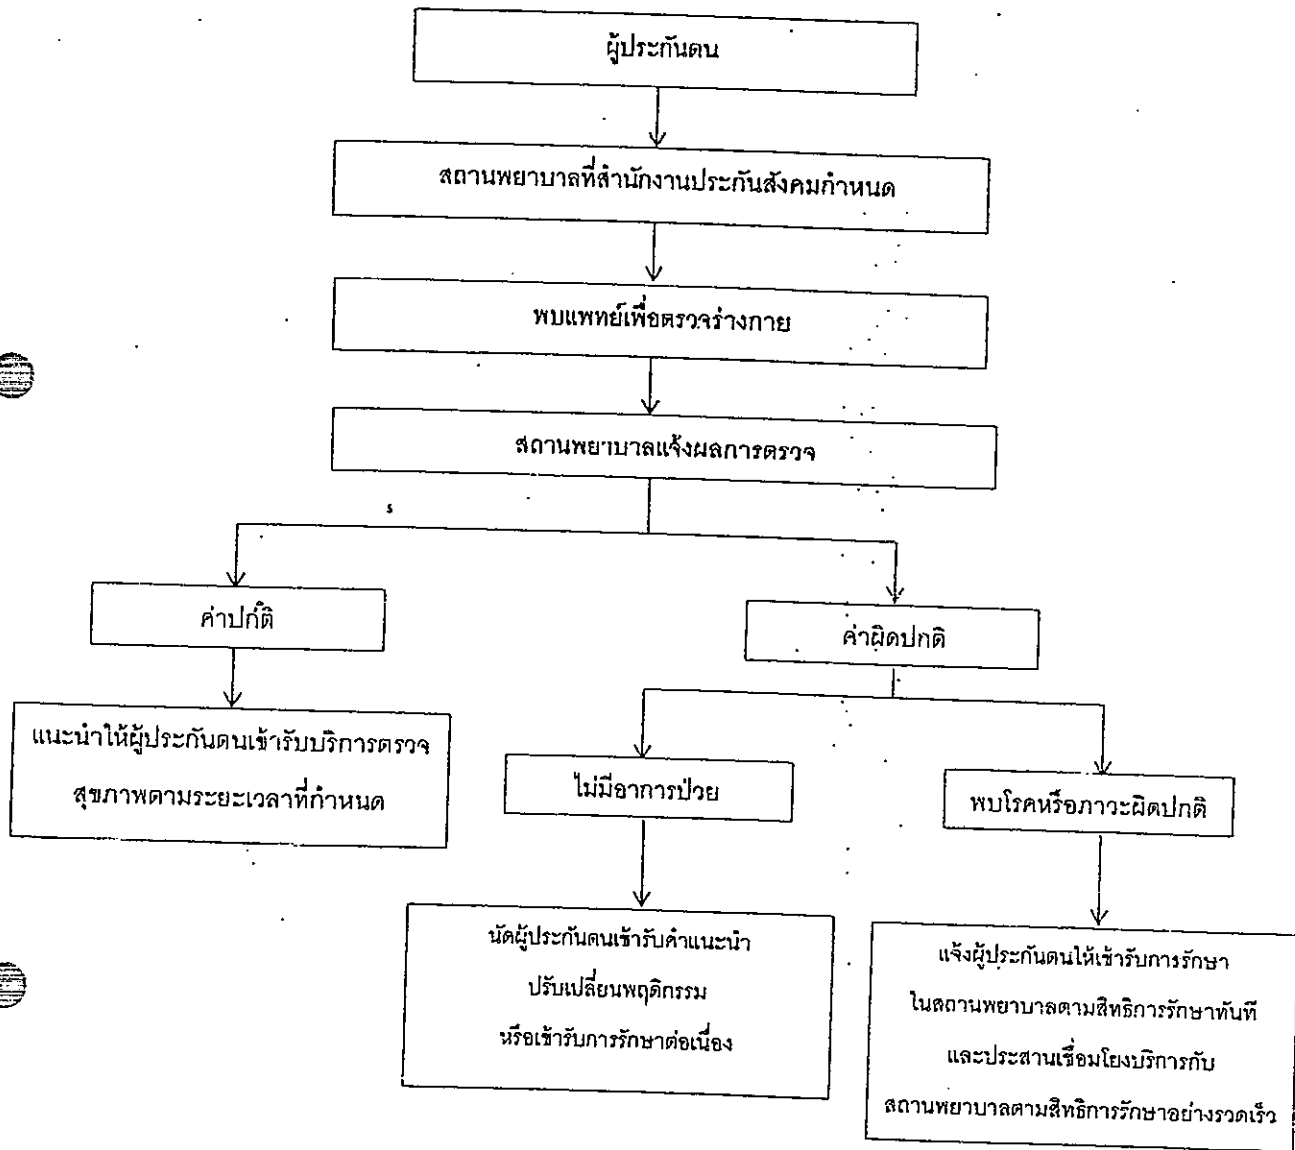 ผู้ประกันตน
สถานพยาบาลที่สำนักงานประกันสังคมกำหนด
พบแพทย์เพื่อตรวจร่างกาย
สถานพยาบาลแจ้งผลการตรวจ
ค่าปกติ
ค่าผิดปกติ
แนะนำให้ผู้ประกันตนเข้ารับบริการตรวจ
สุขภาพตามระยะเวลาที่กำหนด
ไม่มีอาการป่วย
พบโรคหรือภาวะผิดปกติ
นัดผู้ประกันตนเข้ารับคำแนะนำ
ปรับเปลี่ยนพฤติกรรม
หรือเข้ารับการรักษาต่อเนื่อง
แจ้งผู้ประกันตนให้เข้ารับการรักษา
ในสถานพยาบาลตามสิทธิการรักษาทันที
และประสานเชื่อมโยงบริการกับ
สถานพยาบาลตามสิทธิการรักษาอย่างรวดเร็ว